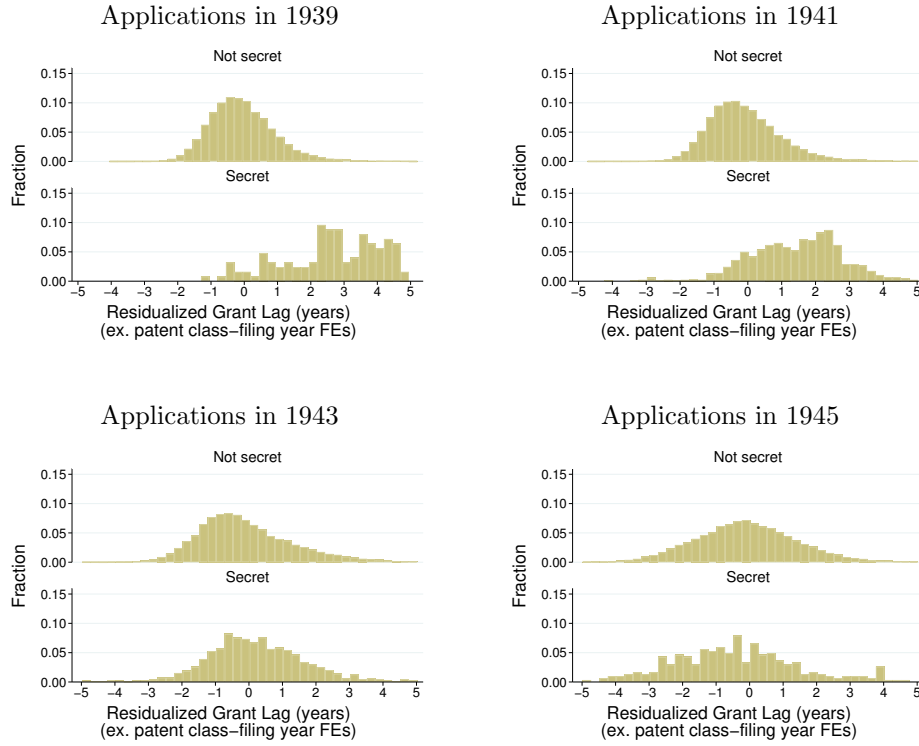 Applications in 1939
Not secret
0.15
0.10
0.05
0.00
Secret
0.15
0.10
0.05
0.00
Fraction
−5 −4 −3 −2 −1 0 1 2 3 4 5
Residualized Grant Lag (years)
(ex. patent class−filing year FEs)
Applications in 1941
Not secret
0.15
0.10
0.05
0.00
Secret
0.15
0.10
0.05
0.00
Fraction
−5 −4 −3 −2 −1 0 1 2 3 4 5
Residualized Grant Lag (years)
(ex. patent class−filing year FEs)
Applications in 1943
Not secret
0.15
0.10
0.05
0.00
Secret
0.15
0.10
0.05
0.00
Fraction
−5 −4 −3 −2 −1 0 1 2 3 4 5
Residualized Grant Lag (years)
(ex. patent class−filing year FEs)
Applications in 1945
Not secret
0.15
0.10
0.05
0.00
Secret
0.15
0.10
0.05
0.00
Fraction
−5 −4 −3 −2 −1 0 1 2 3 4 5
Residualized Grant Lag (years)
(ex. patent class−filing year FEs)